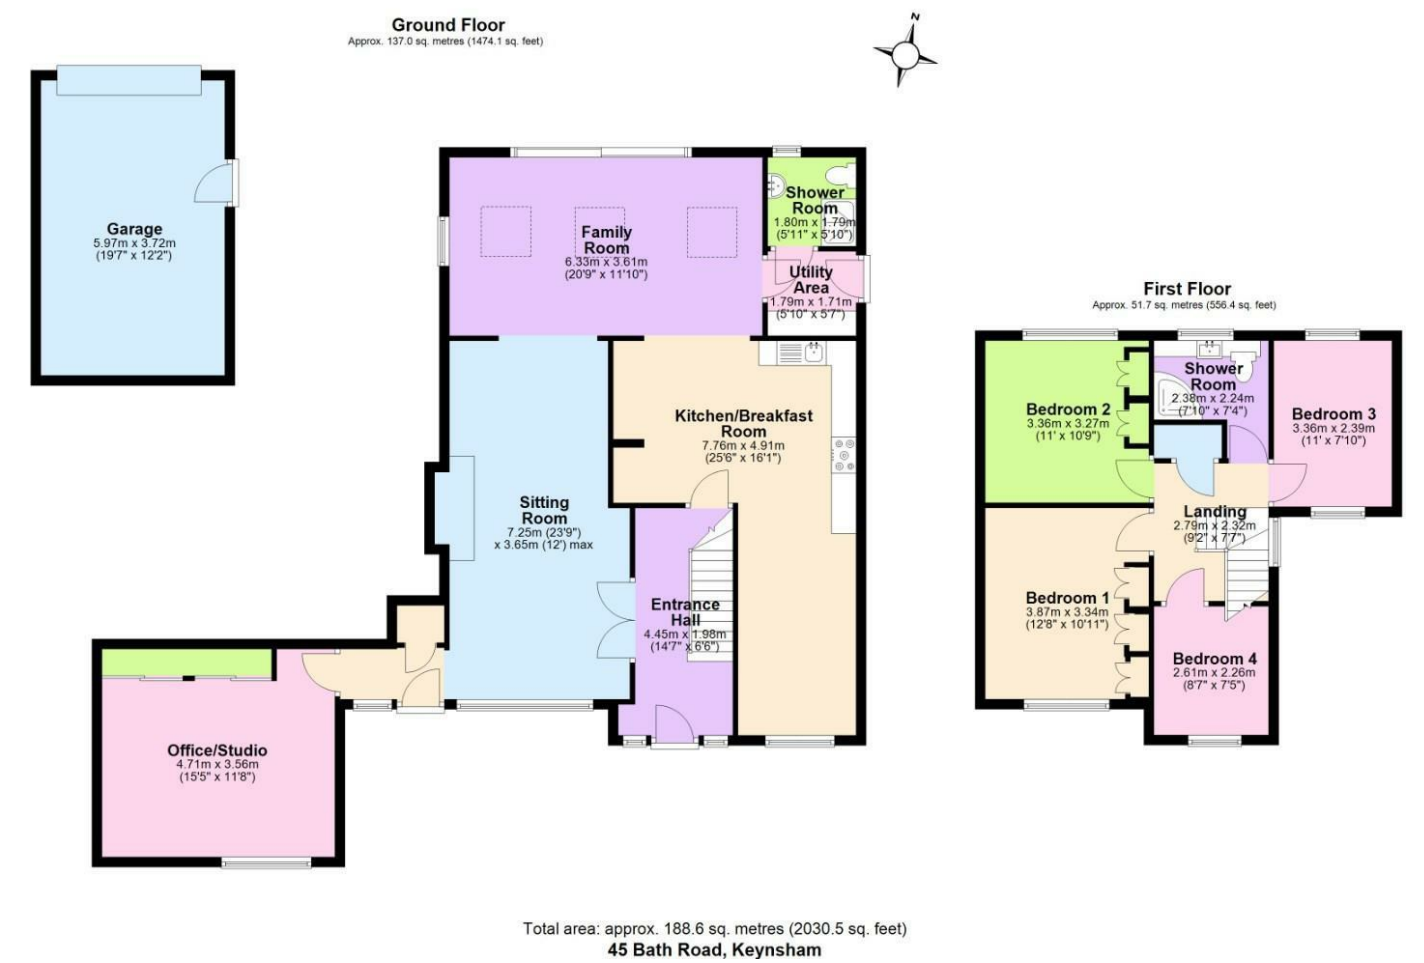 Ground Floor
Approx. 137.0 sq. metres (1474.1 sq. feet)
N
Garage
5.97m x 3.72m
(19'7" x 12'2")
Family
Room
6.33m x 3.61m
(20'9" x 11'10")
Shower
Room
1.80m x 1.79m
(5'11" x 5'10")
Utility
Area
1.79m x 1.71m
(5'10" x 5'7")
Kitchen/Breakfast
Room
7.76m x 4.91m
(25'6" x 16'1")
Sitting
Room
7.25m (23'9")
x 3.65m (12') max
Entrance
Hall
4.45m x 1.98m
(14'7" x 6'6")
Office/Studio
4.71m x 3.56m
(15'5" x 11'8")
First Floor
Approx. 51.7 sq. metres (556.4 sq. feet)
Bedroom 2
3.36m x 3.27m
(11' x 10'9")
Shower
Room
2.38m x 2.24m
(7'10" x 7'4")
Bedroom 3
3.36m x 2.39m
(11' x 7'10")
Landing
2.79m x 2.32m
(9'2" x 7'7")
Bedroom 1
3.87m x 3.34m
(12'8" x 10'11")
Bedroom 4
2.61m x 2.26m
(8'7" x 7'5")
Total area: approx. 188.6 sq. metres (2030.5 sq. feet)
45 Bath Road, Keynsham